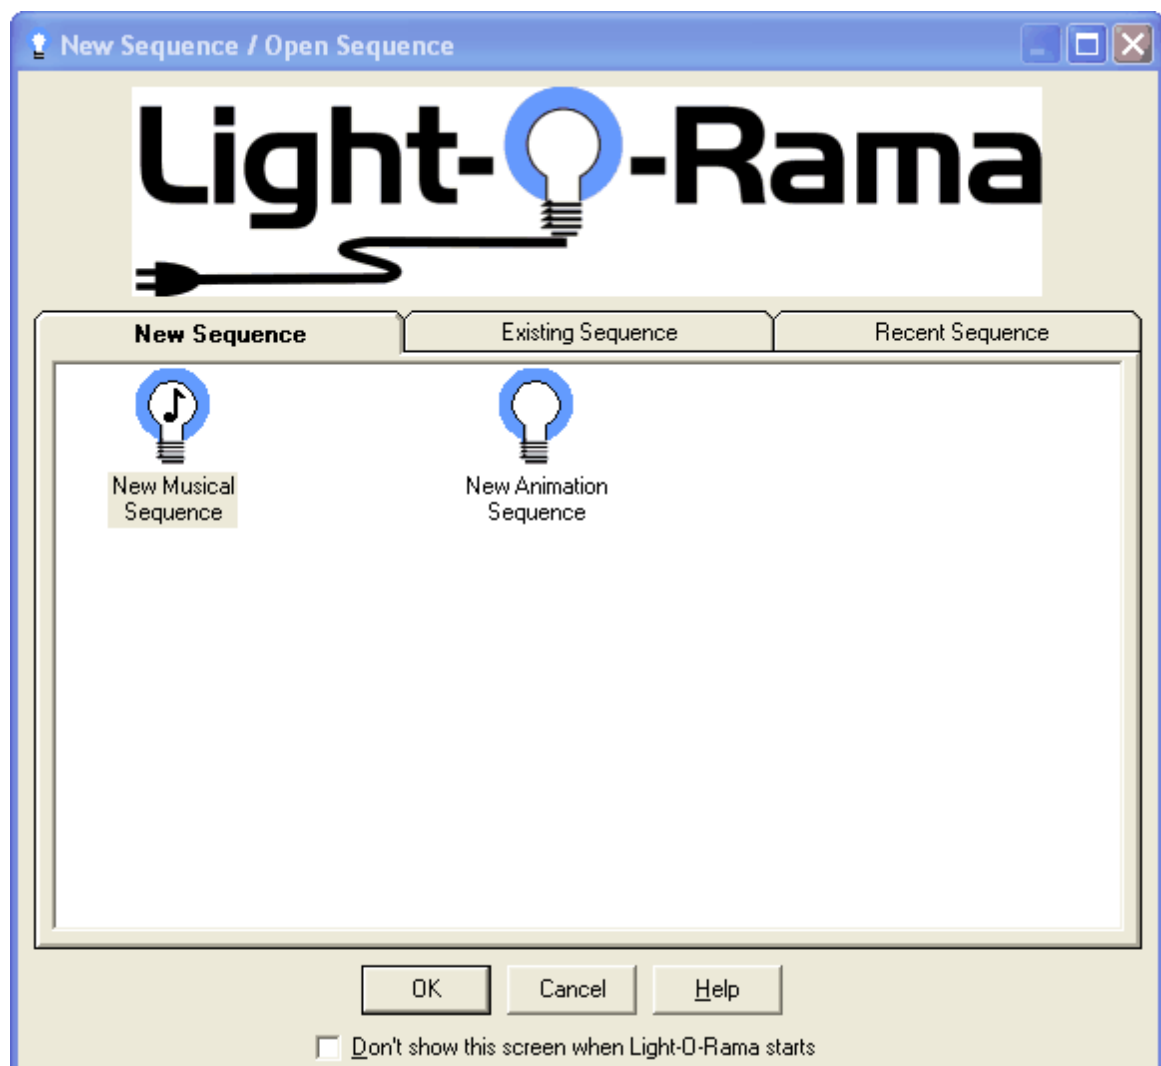 New Sequence / Open Sequence
Light-O-Rama
New Sequence
Existing Sequence
Recent Sequence
New Musical
Sequence
New Animation
Sequence
OK
Cancel
Help
Don't show this screen when Light-O-Rama starts